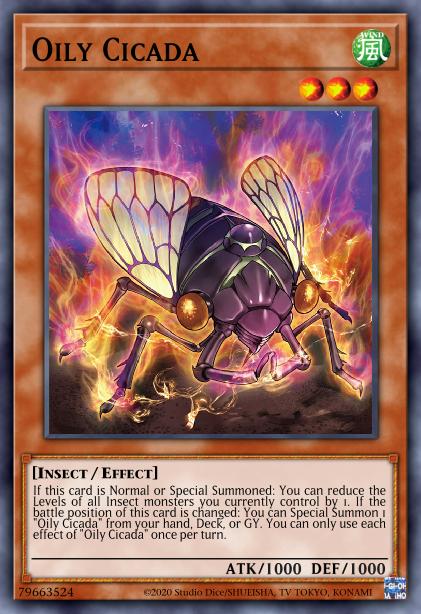 OILY CICADA
WIND
風
[INSECT / EFFECT]
If this card is Normal or Special Summoned: You can reduce the
Levels of all Insect monsters you currently control by 1. If the
battle position of this card is changed: You can Special Summon 1
"Oily Cicada" from your hand, Deck, or GY. You can only use each
effect of "Oily Cicada" once per turn.
ATK/1000 DEF/1000
79663524
©2020 Studio Dice/SHUEISHA, TV TOKYO, KONAMI